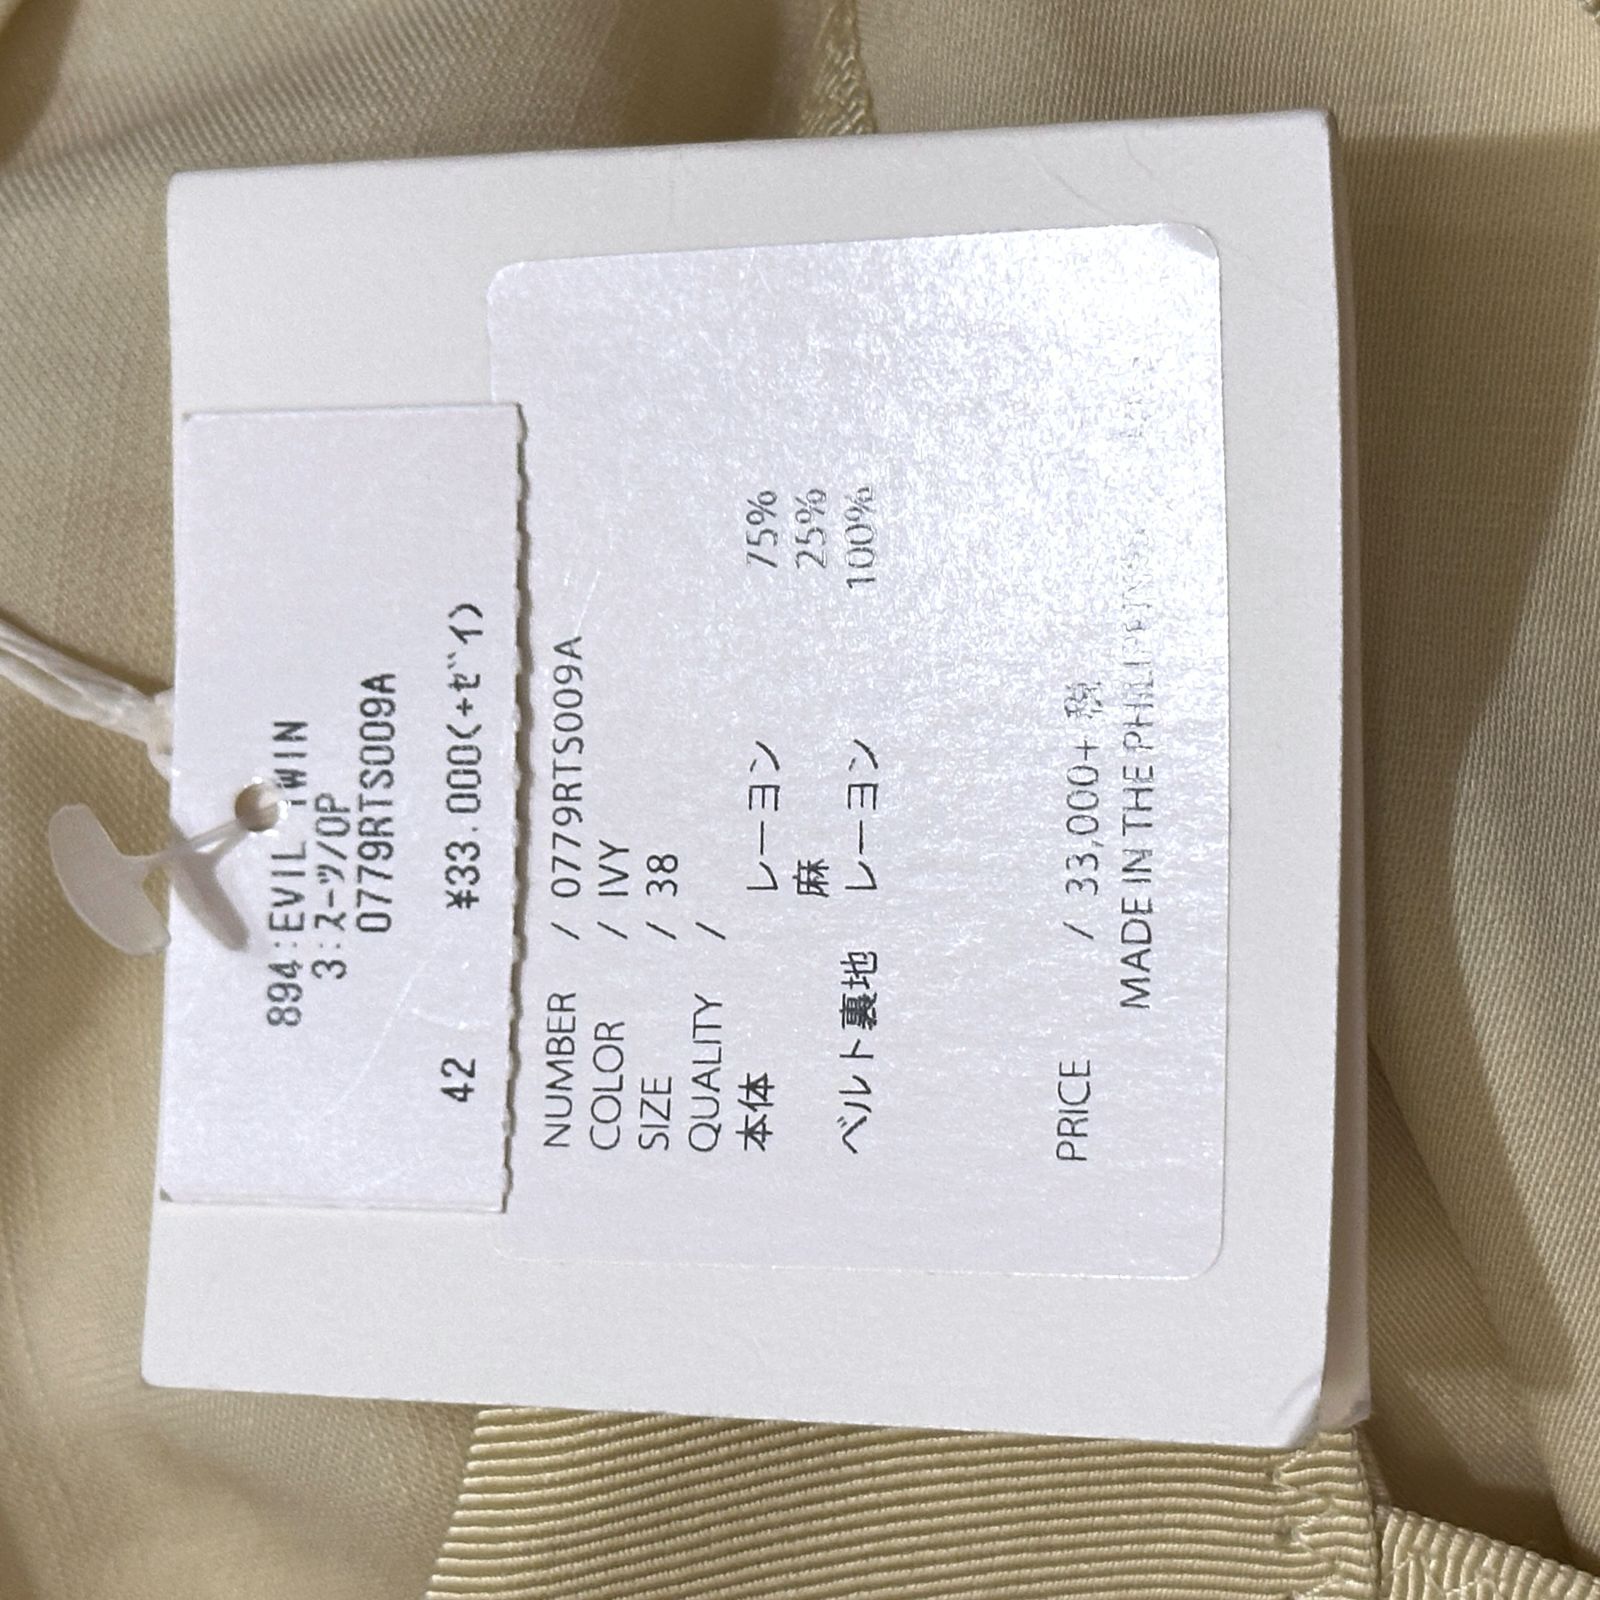 894:EVIL TWIN
3:ｽｰﾂ/OP
0779RTS009A
42 ¥33.000(+ｾﾞｲ)
NUMBER / 0779RTS009A
COLOR / IVY
SIZE / 38
QUALITY /
本体 レーヨン 75%
麻 25%
ベルト裏地 レーヨン 100%
PRICE / 33,000+税
MADE IN THE PHILIPPINES